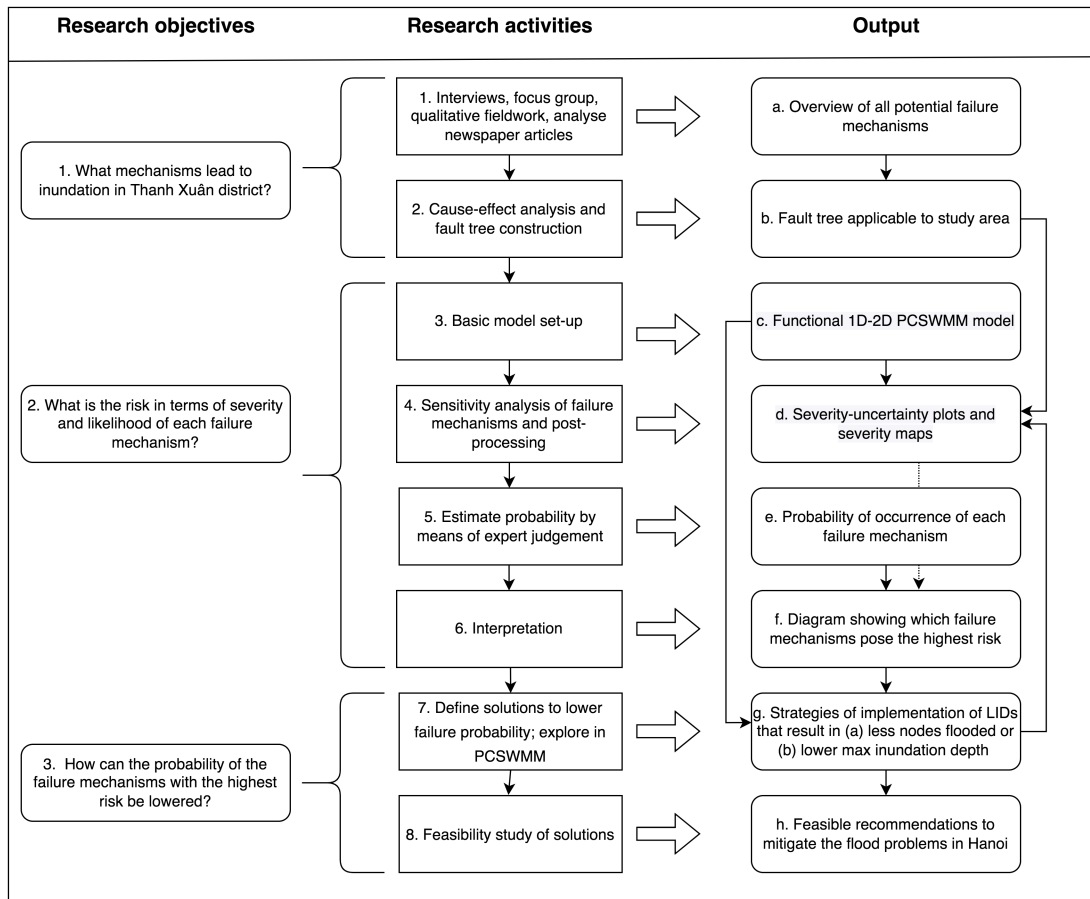 Research objectives
Research activities
Output
1. Interviews, focus group,
qualitative fieldwork, analyse
newspaper articles
a. Overview of all potential failure
mechanisms
1. What mechanisms lead to
inundation in Thanh Xuân district?
2. Cause-effect analysis and
fault tree construction
b. Fault tree applicable to study area
3. Basic model set-up
c. Functional 1D-2D PCSWMM model
2. What is the risk in terms of severity
and likelihood of each failure
mechanism?
4. Sensitivity analysis of failure
mechanisms and post-
processing
d. Severity-uncertainty plots and
severity maps
5. Estimate probability by
means of expert judgement
e. Probability of occurrence of each
failure mechanism
6. Interpretation
f. Diagram showing which failure
mechanisms pose the highest risk
3. How can the probability of the
failure mechanisms with the highest
risk be lowered?
7. Define solutions to lower
failure probability; explore in
PCSWMM
g. Strategies of implementation of LIDs
that result in (a) less nodes flooded or
(b) lower max inundation depth
8. Feasibility study of solutions
h. Feasible recommendations to
mitigate the flood problems in Hanoi